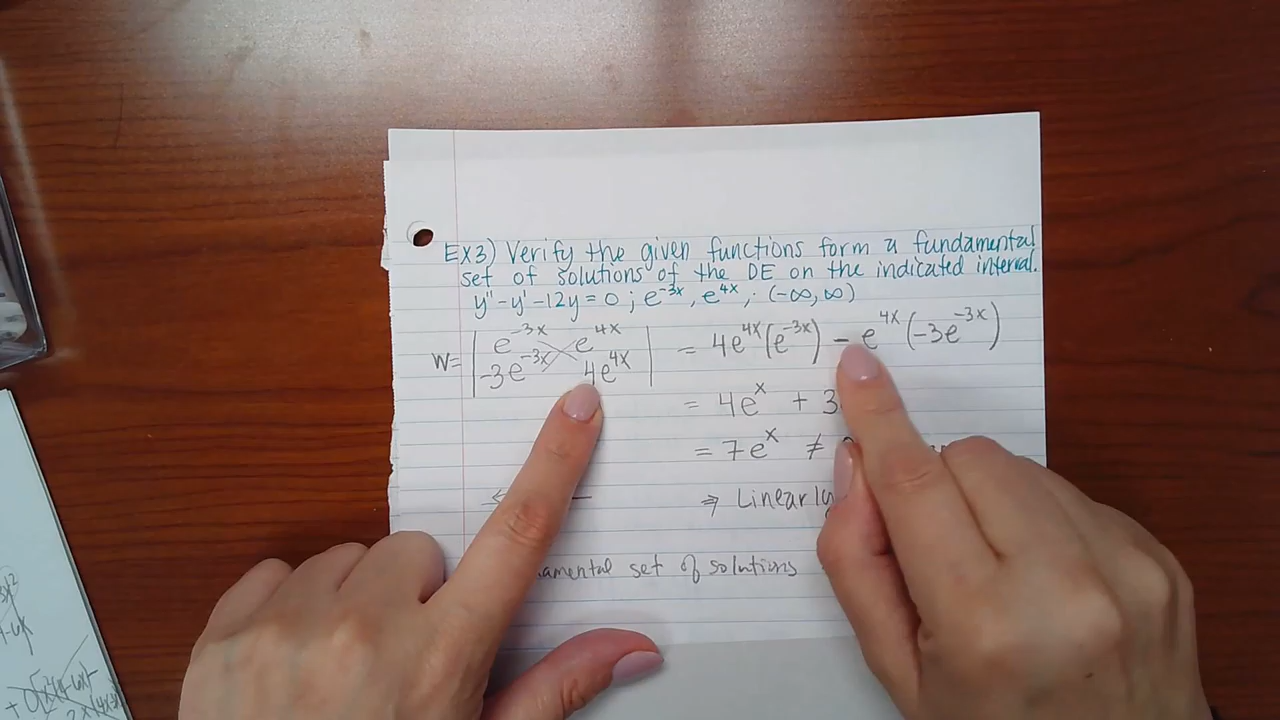 Ex3) Verify the given functions form a fundamental
set of solutions of the DE on the indicated interval.
y'' - y' - 12y = 0 ; e^{-3x}, e^{4x}, ; (-∞, ∞)
W = | e^{-3x} e^{4x} | = 4e^{4x}(e^{-3x}) - e^{4x}(-3e^{-3x})
| -3e^{-3x} 4e^{4x} |
= 4e^x + 3
= 7e^x ≠
⇒ Linearly
set of solutions